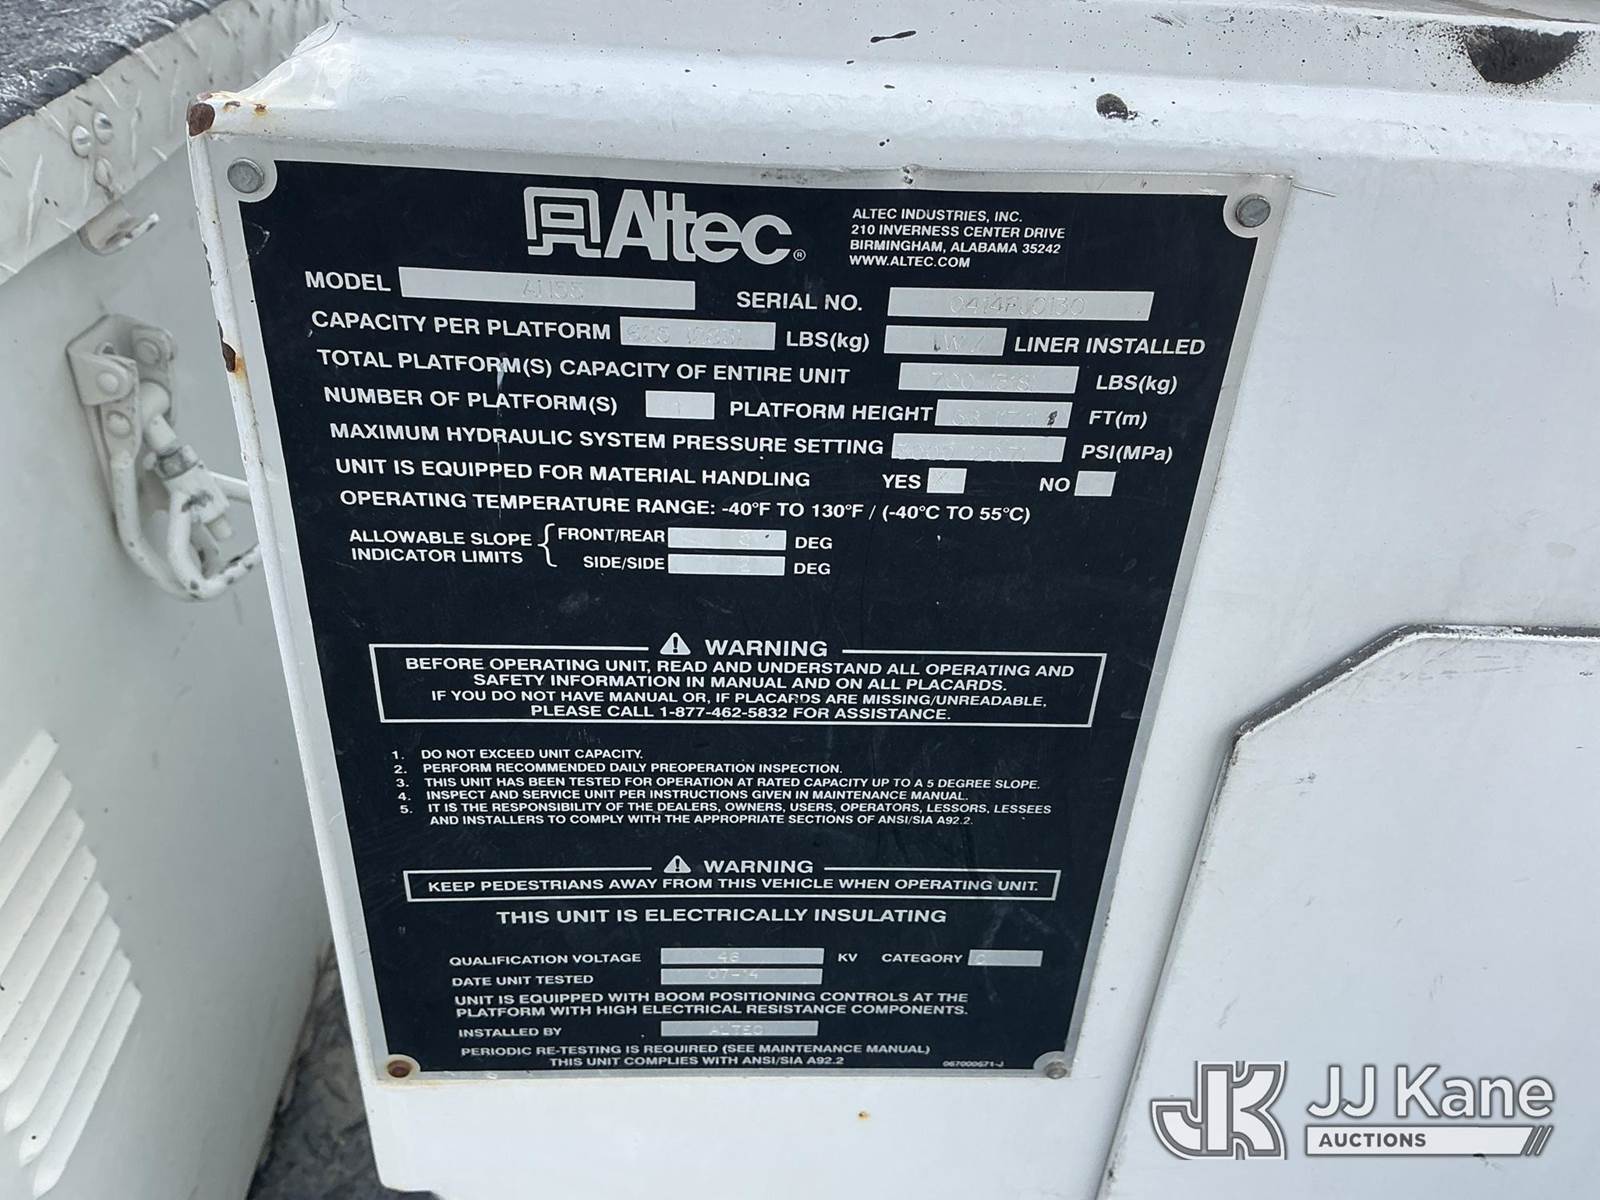 Altec®
ALTEC INDUSTRIES, INC.
210 INVERNESS CENTER DRIVE
BIRMINGHAM, ALABAMA 35242
WWW.ALTEC.COM
MODEL
SERIAL NO.
CAPACITY PER PLATFORM LBS(kg) LINER INSTALLED
TOTAL PLATFORM(S) CAPACITY OF ENTIRE UNIT LBS(kg)
NUMBER OF PLATFORM(S) 1 PLATFORM HEIGHT FT(m)
MAXIMUM HYDRAULIC SYSTEM PRESSURE SETTING PSI(MPa)
UNIT IS EQUIPPED FOR MATERIAL HANDLING YES NO
OPERATING TEMPERATURE RANGE: -40°F TO 130°F / (-40°C TO 55°C)
ALLOWABLE SLOPE INDICATOR LIMITS { FRONT/REAR DEG
SIDE/SIDE DEG
⚠ WARNING
BEFORE OPERATING UNIT, READ AND UNDERSTAND ALL OPERATING AND
SAFETY INFORMATION IN MANUAL AND ON ALL PLACARDS.
IF YOU DO NOT HAVE MANUAL OR, IF PLACARDS ARE MISSING/UNREADABLE,
PLEASE CALL 1-877-462-5832 FOR ASSISTANCE.
1. DO NOT EXCEED UNIT CAPACITY.
2. PERFORM RECOMMENDED DAILY PREOPERATION INSPECTION.
3. THIS UNIT HAS BEEN TESTED FOR OPERATION AT RATED CAPACITY UP TO A 5 DEGREE SLOPE.
4. INSPECT AND SERVICE UNIT PER INSTRUCTIONS GIVEN IN MAINTENANCE MANUAL.
5. IT IS THE RESPONSIBILITY OF THE DEALERS, OWNERS, USERS, OPERATORS, LESSORS, LESSEES
AND INSTALLERS TO COMPLY WITH THE APPROPRIATE SECTIONS OF ANSI/SIA A92.2.
⚠ WARNING
KEEP PEDESTRIANS AWAY FROM THIS VEHICLE WHEN OPERATING UNIT.
THIS UNIT IS ELECTRICALLY INSULATING
QUALIFICATION VOLTAGE 46 KV CATEGORY C
DATE UNIT TESTED 07-14
UNIT IS EQUIPPED WITH BOOM POSITIONING CONTROLS AT THE
PLATFORM WITH HIGH ELECTRICAL RESISTANCE COMPONENTS.
INSTALLED BY ALTEC
PERIODIC RE-TESTING IS REQUIRED (SEE MAINTENANCE MANUAL)
THIS UNIT COMPLIES WITH ANSI/SIA A92.2
067000671-J
JJ Kane
AUCTIONS